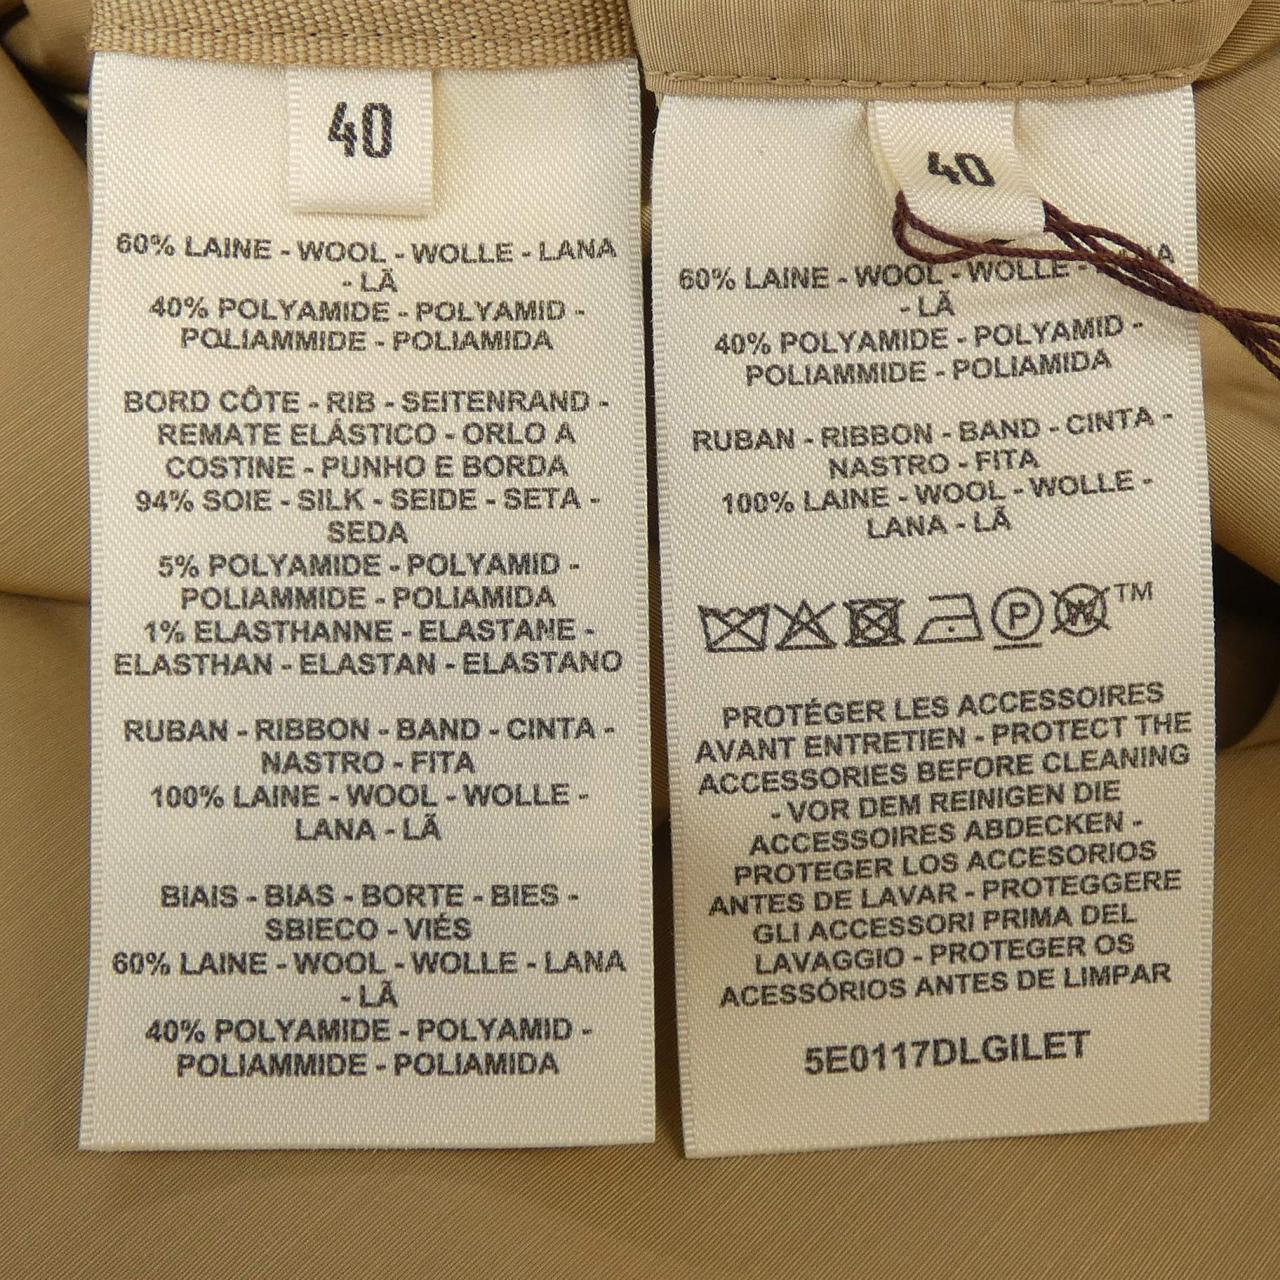 40
60% LAINE - WOOL - WOLLE - LANA
- LÃ
40% POLYAMIDE - POLYAMID -
POLIAMMIDE - POLIAMIDA
BORD CÔTE - RIB - SEITENRAND -
REMATE ELÁSTICO - ORLO A
COSTINE - PUNHO E BORDA
94% SOIE - SILK - SEIDE - SETA -
SEDA
5% POLYAMIDE - POLYAMID -
POLIAMMIDE - POLIAMIDA
1% ELASTHANNE - ELASTANE -
ELASTHAN - ELASTAN - ELASTANO
RUBAN - RIBBON - BAND - CINTA -
NASTRO - FITA
100% LAINE - WOOL - WOLLE -
LANA - LÃ
BIAIS - BIAS - BORTE - BIES -
SBIECO - VIÉS
60% LAINE - WOOL - WOLLE - LANA
- LÃ
40% POLYAMIDE - POLYAMID -
POLIAMMIDE - POLIAMIDA
40
60% LAINE - WOOL - WOLLE - LANA
- LÃ
40% POLYAMIDE - POLYAMID -
POLIAMMIDE - POLIAMIDA
RUBAN - RIBBON - BAND - CINTA -
NASTRO - FITA
100% LAINE - WOOL - WOLLE -
LANA - LÃ
P W TM
PROTÉGER LES ACCESSOIRES
AVANT ENTRETIEN - PROTECT THE
ACCESSORIES BEFORE CLEANING
- VOR DEM REINIGEN DIE
ACCESSOIRES ABDECKEN -
PROTEGER LOS ACCESORIOS
ANTES DE LAVAR - PROTEGGERE
GLI ACCESSORI PRIMA DEL
LAVAGGIO - PROTEGER OS
ACESSÓRIOS ANTES DE LIMPAR
5E0117DLGILET